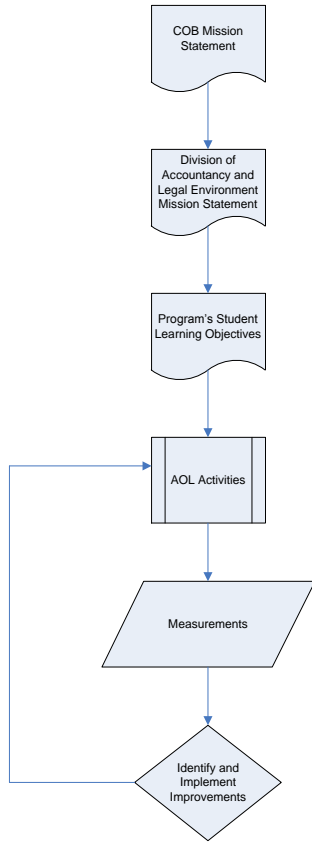 COB Mission
Statement
Division of
Accountancy and
Legal Environment
Mission Statement
Program's Student
Learning Objectives
AOL Activities
Measurements
Identify and
Implement
Improvements